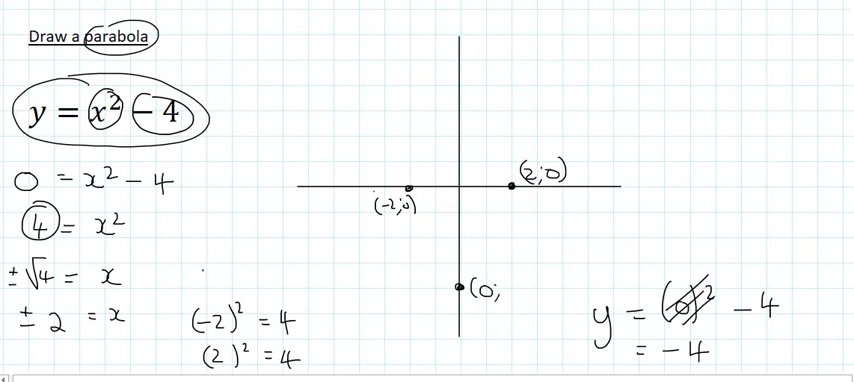 Draw a parabola
y = x² − 4
0 = x² − 4
4 = x²
± √4 = x
± 2 = x
(-2)² = 4
(2)² = 4
(2;0)
(-2;0)
(0;
y = (0)² − 4
= − 4